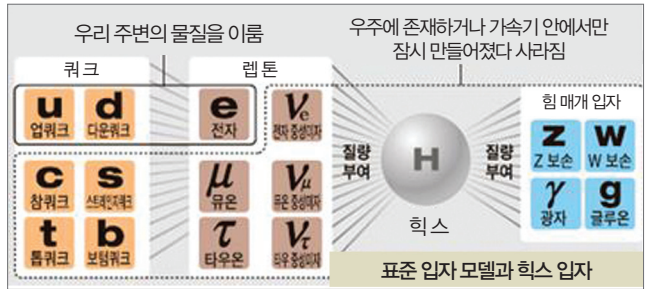 우리 주변의 물질을 이룸
우주에 존재하거나 가속기 안에서만
잠시 만들어졌다 사라짐
쿼크
렙톤
u
업쿼크
d
다운쿼크
e
전자
νe
전자 중성미자
c
참쿼크
s
스트레인지쿼크
μ
뮤온
νμ
뮤온 중성미자
t
톱쿼크
b
보텀쿼크
τ
타우온
ντ
타우 중성미자
질량
부여
H
힉스
질량
부여
힘 매개 입자
Z
Z 보손
W
W 보손
γ
광자
g
글루온
표준 입자 모델과 힉스 입자